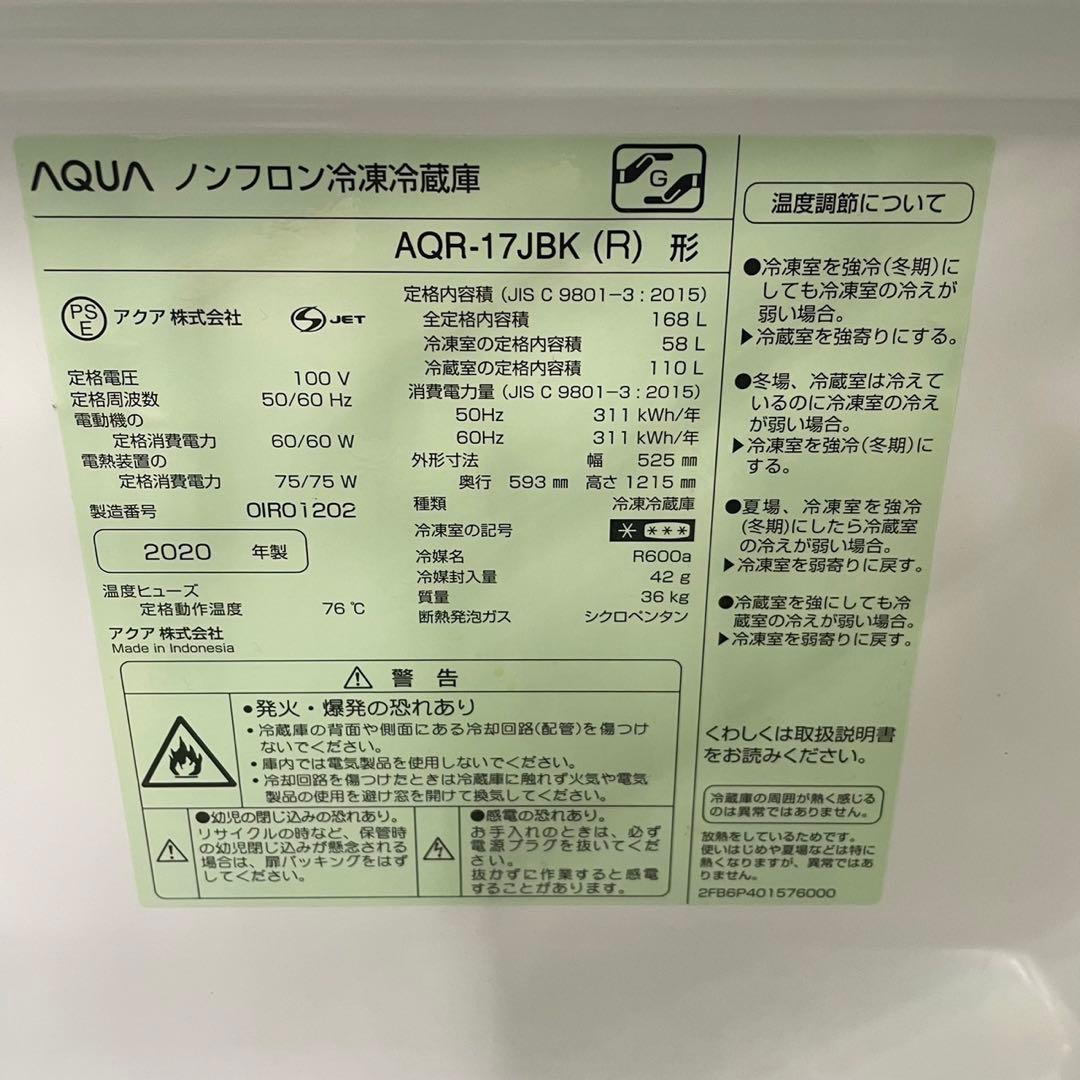 AQUA ノンフロン冷凍冷蔵庫
G
AQR-17JBK (R) 形
PS
E
アクア 株式会社
S JET
定格電圧 100 V
定格周波数 50/60 Hz
電動機の
定格消費電力 60/60 W
電熱装置の
定格消費電力 75/75 W
製造番号 0IR01202
2020 年製
温度ヒューズ
定格動作温度 76 ℃
アクア 株式会社
Made in Indonesia
定格内容積 (JIS C 9801-3 : 2015)
全定格内容積 168 L
冷凍室の定格内容積 58 L
冷蔵室の定格内容積 110 L
消費電力量 (JIS C 9801-3 : 2015)
50Hz 311 kWh/年
60Hz 311 kWh/年
外形寸法 幅 525 ㎜
奥行 593 ㎜ 高さ 1215 ㎜
種類 冷凍冷蔵庫
冷凍室の記号 * ***
冷媒名 R600a
冷媒封入量 42 g
質量 36 kg
断熱発泡ガス シクロペンタン
⚠ 警告
•発火・爆発の恐れあり
•冷蔵庫の背面や側面にある冷却回路(配管)を傷つけ
ないでください。
•庫内では電気製品を使用しないでください。
•冷却回路を傷つけたときは冷蔵庫に触れず火気や電気
製品の使用を避け窓を開けて換気してください。
●幼児の閉じ込みの恐れあり。
リサイクルの時など、保管時
の幼児閉じ込みが懸念される
場合は、扉パッキングをはず
してください。
●感電の恐れあり。
お手入れのときは、必ず
電源プラグを抜いてくだ
さい。
抜かずに作業すると感電
することがあります。
温度調節について
●冷凍室を強冷(冬期)に
しても冷凍室の冷えが
弱い場合。
▶冷蔵室を強寄りにする。
●冬場、冷蔵室は冷えて
いるのに冷凍室の冷え
が弱い場合。
▶冷凍室を強冷(冬期)に
する。
●夏場、冷凍室を強冷
(冬期)にしたら冷蔵室
の冷えが弱い場合。
▶冷凍室を弱寄りに戻す。
●冷蔵室を強にしても冷
蔵室の冷えが弱い場合。
▶冷凍室を弱寄りに戻す。
くわしくは取扱説明書
をお読みください。
冷蔵庫の周囲が熱く感じる
のは異常ではありません。
放熱をしているためです。
使いはじめや夏場などは特に
熱くなりますが、異常ではあ
りません。
2FB6P401576000